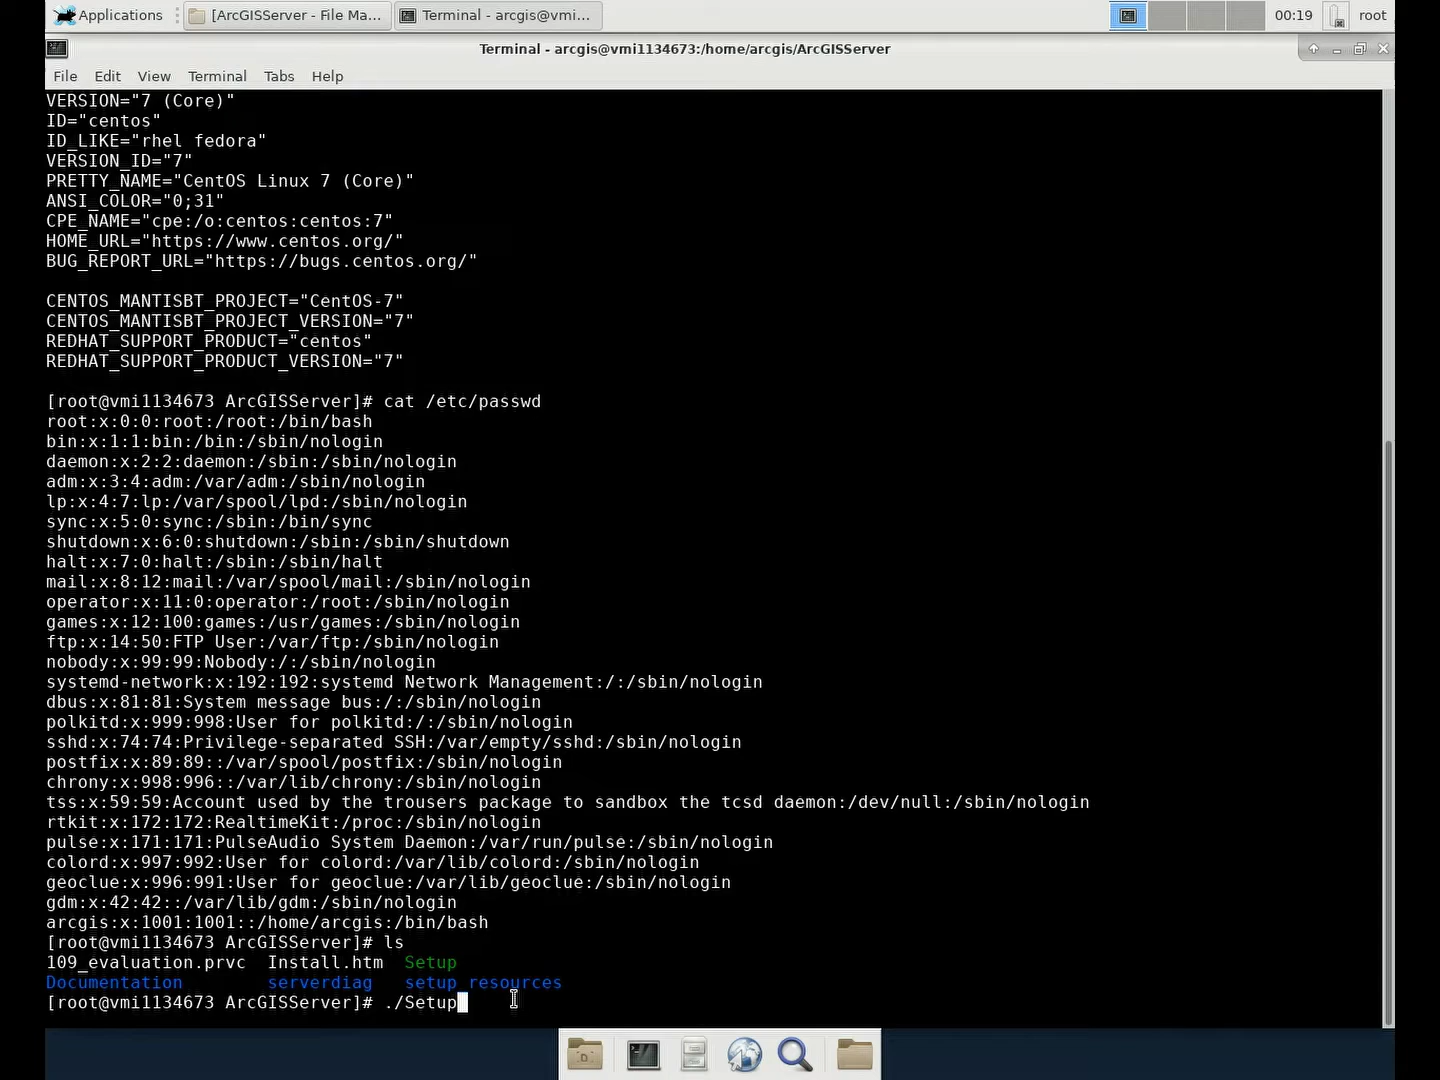 Applications
[ArcGISServer - File Ma...
Terminal - arcgis@vmi...
00:19
root
Terminal - arcgis@vmi1134673:/home/arcgis/ArcGISServer
File Edit View Terminal Tabs Help
VERSION="7 (Core)"
ID="centos"
ID_LIKE="rhel fedora"
VERSION_ID="7"
PRETTY_NAME="CentOS Linux 7 (Core)"
ANSI_COLOR="0;31"
CPE_NAME="cpe:/o:centos:centos:7"
HOME_URL="https://www.centos.org/"
BUG_REPORT_URL="https://bugs.centos.org/"
CENTOS_MANTISBT_PROJECT="CentOS-7"
CENTOS_MANTISBT_PROJECT_VERSION="7"
REDHAT_SUPPORT_PRODUCT="centos"
REDHAT_SUPPORT_PRODUCT_VERSION="7"
[root@vmi1134673 ArcGISServer]# cat /etc/passwd
root:x:0:0:root:/root:/bin/bash
bin:x:1:1:bin:/bin:/sbin/nologin
daemon:x:2:2:daemon:/sbin:/sbin/nologin
adm:x:3:4:adm:/var/adm:/sbin/nologin
lp:x:4:7:lp:/var/spool/lpd:/sbin/nologin
sync:x:5:0:sync:/sbin:/bin/sync
shutdown:x:6:0:shutdown:/sbin:/sbin/shutdown
halt:x:7:0:halt:/sbin:/sbin/halt
mail:x:8:12:mail:/var/spool/mail:/sbin/nologin
operator:x:11:0:operator:/root:/sbin/nologin
games:x:12:100:games:/usr/games:/sbin/nologin
ftp:x:14:50:FTP User:/var/ftp:/sbin/nologin
nobody:x:99:99:Nobody:/:/sbin/nologin
systemd-network:x:192:192:systemd Network Management:/:/sbin/nologin
dbus:x:81:81:System message bus:/:/sbin/nologin
polkitd:x:999:998:User for polkitd:/:/sbin/nologin
sshd:x:74:74:Privilege-separated SSH:/var/empty/sshd:/sbin/nologin
postfix:x:89:89::/var/spool/postfix:/sbin/nologin
chrony:x:998:996::/var/lib/chrony:/sbin/nologin
tss:x:59:59:Account used by the trousers package to sandbox the tcsd daemon:/dev/null:/sbin/nologin
rtkit:x:172:172:RealtimeKit:/proc:/sbin/nologin
pulse:x:171:171:PulseAudio System Daemon:/var/run/pulse:/sbin/nologin
colord:x:997:992:User for colord:/var/lib/colord:/sbin/nologin
geoclue:x:996:991:User for geoclue:/var/lib/geoclue:/sbin/nologin
gdm:x:42:42::/var/lib/gdm:/sbin/nologin
arcgis:x:1001:1001::/home/arcgis:/bin/bash
[root@vmi1134673 ArcGISServer]# ls
109_evaluation.prvc Install.htm Setup
Documentation serverdiag setup_resources
[root@vmi1134673 ArcGISServer]# ./Setup